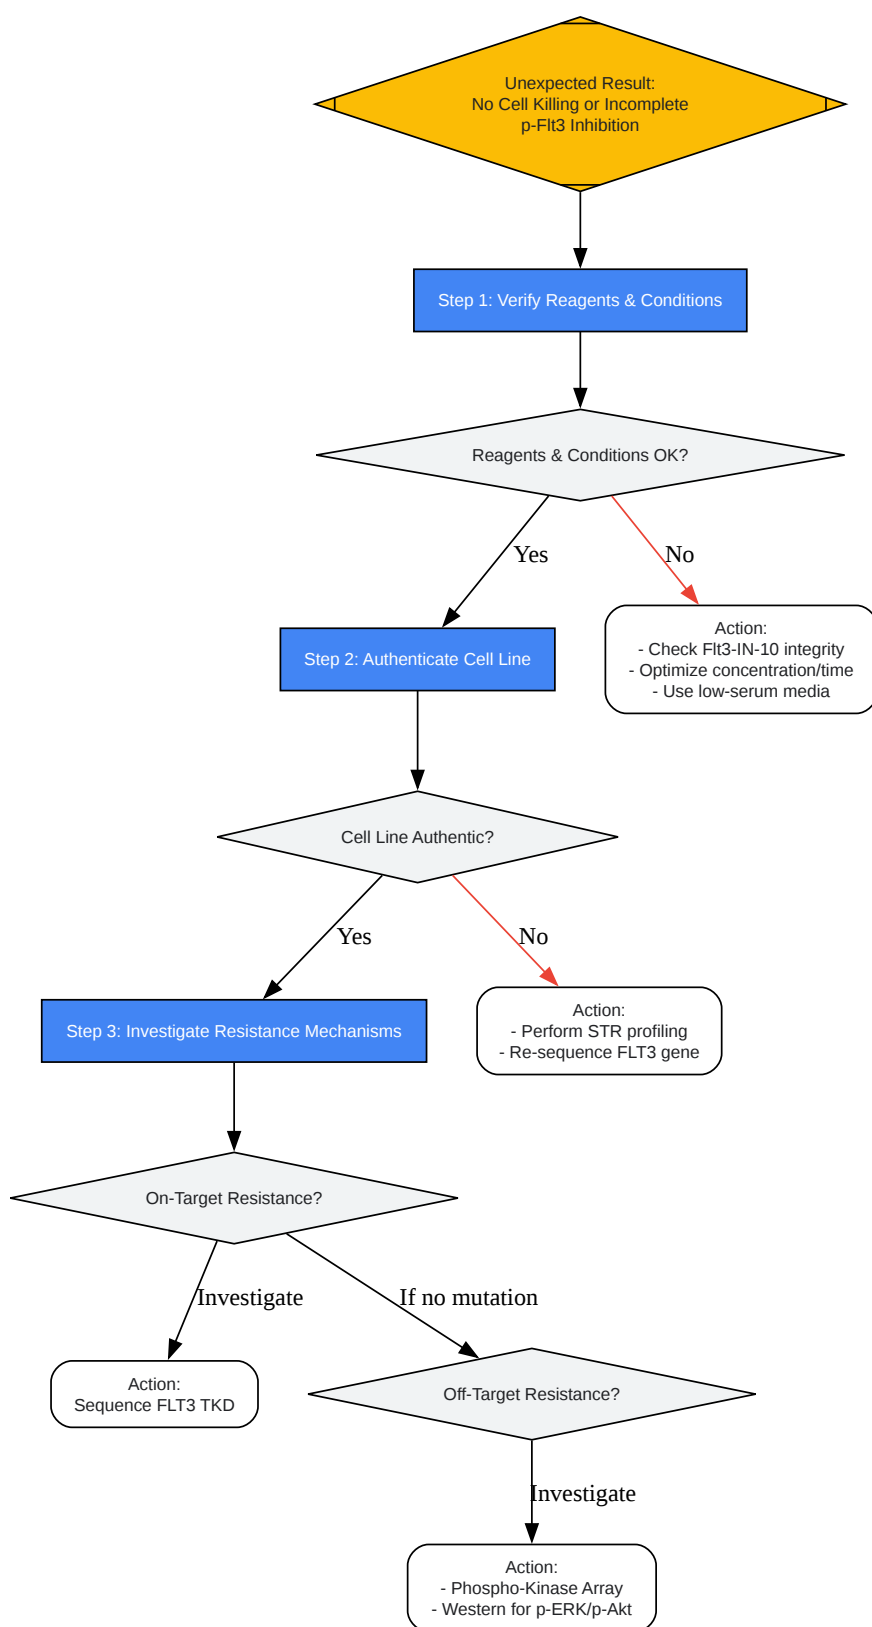 Unexpected Result:
No Cell Killing or Incomplete
p-Flt3 Inhibition
Step 1: Verify Reagents & Conditions
Reagents & Conditions OK?
Yes
No
Action:
- Check Flt3-IN-10 integrity
- Optimize concentration/time
- Use low-serum media
Step 2: Authenticate Cell Line
Cell Line Authentic?
Yes
No
Action:
- Perform STR profiling
- Re-sequence FLT3 gene
Step 3: Investigate Resistance Mechanisms
On-Target Resistance?
Investigate
If no mutation
Action:
Sequence FLT3 TKD
Off-Target Resistance?
Investigate
Action:
- Phospho-Kinase Array
- Western for p-ERK/p-Akt